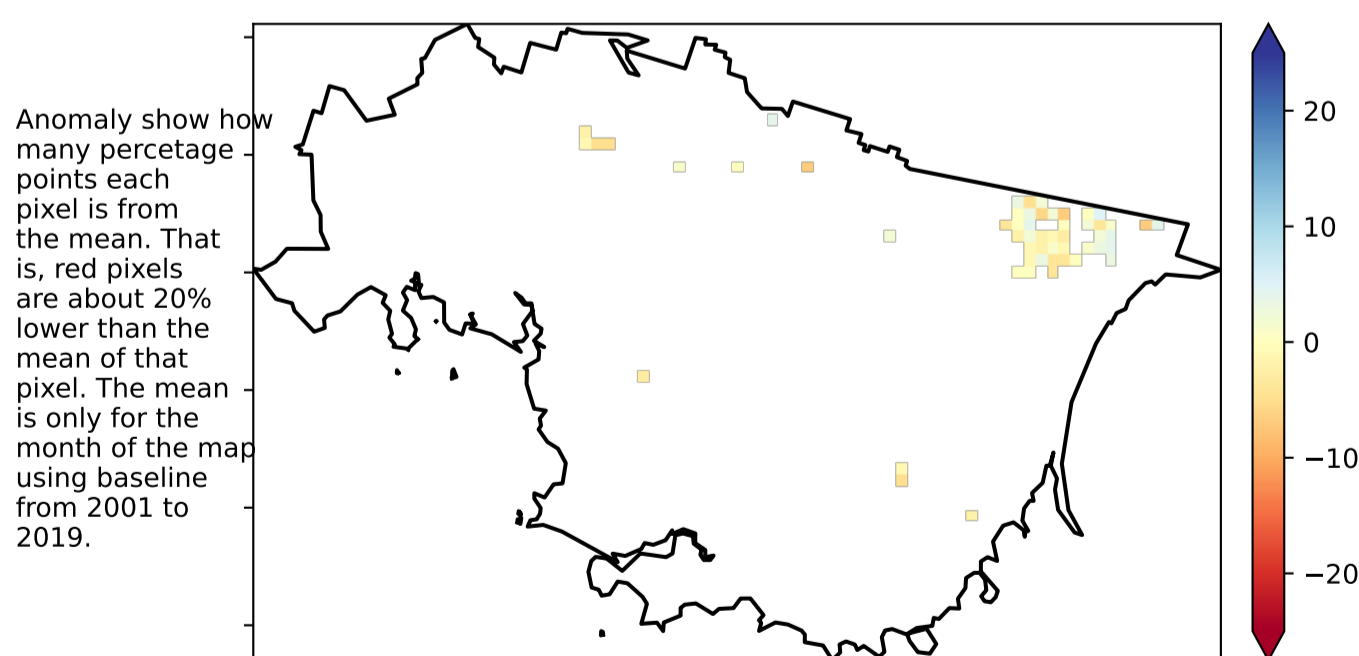 Anomaly show how
many percetage
points each
pixel is from
the mean. That
is, red pixels
are about 20%
lower than the
mean of that
pixel. The mean
is only for the
month of the map
using baseline
from 2001 to
2019.
20
10
0
−10
−20